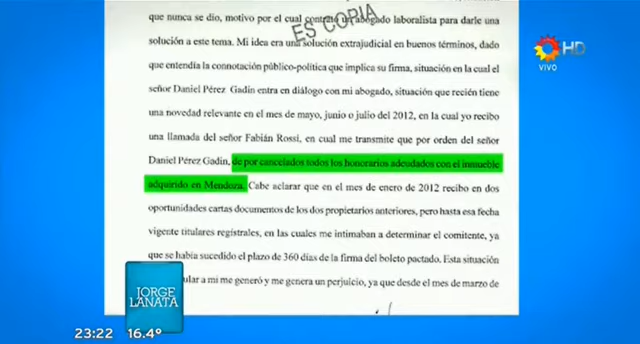 que nunca se dio, motivo por el cual contrato un abogado laboralista para darle una
ES COPIA
solución a este tema. Mi idea era una solución extrajudicial en buenos términos, dado
que entendía la connotación público-política que implica su firma, situación en la cual el
señor Daniel Pérez Gadin entra en diálogo con mi abogado, situación que recién tiene
una novedad relevante en el mes de mayo, junio o julio del 2012, en la cual yo recibo
una llamada del señor Fabián Rossi, en cual me transmite que por orden del señor
Daniel Pérez Gadin, de por cancelados todos los honorarios adeudados con el inmueble
adquirido en Mendoza. Cabe aclarar que en el mes de enero de 2012 recibo en dos
oportunidades cartas documentos de los dos propietarios anteriores, pero hasta esa fecha
vigente titulares registrales, en las cuales me intimaban a determinar el comitente, ya
que se había sucedido el plazo de 360 días de la firma del boleto pactado. Esta situación
ular a mi me generó y me genera un perjuicio, ya que desde el mes de marzo de
HD
VIVO
JORGE
LANATA
23:22 16.4°